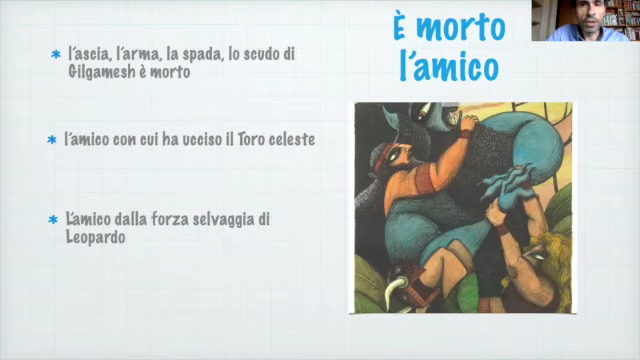 È morto
l'amico
l'ascia, l'arma, la spada, lo scudo di
Gilgamesh è morto
l'amico con cui ha ucciso il Toro celeste
L'amico dalla forza selvaggia di
Leopardo